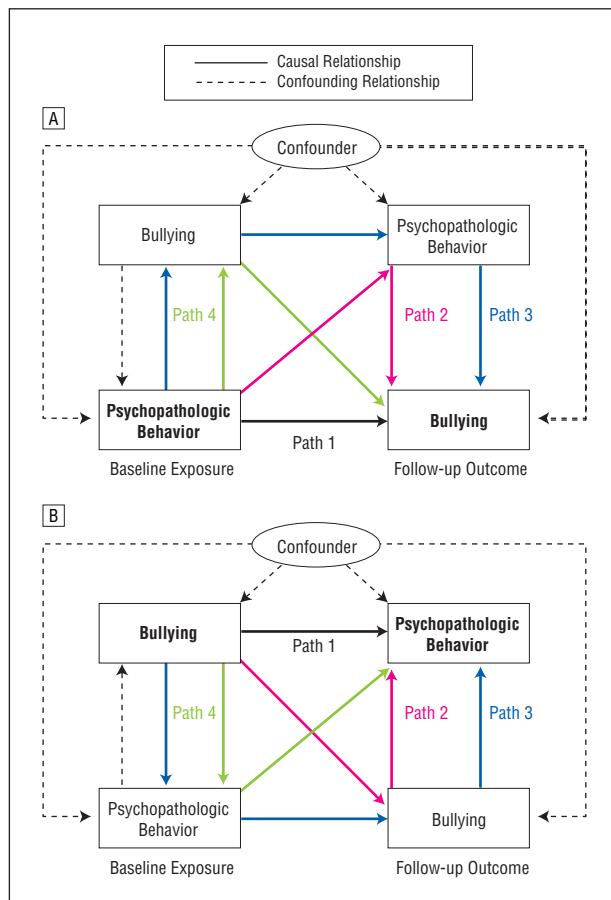 Causal Relationship
Confounding Relationship
A
Confounder
Bullying
Psychopathologic
Behavior
Path 4
Path 2
Path 3
Psychopathologic
Behavior
Path 1
Bullying
Baseline Exposure
Follow-up Outcome
B
Confounder
Bullying
Psychopathologic
Behavior
Path 1
Path 4
Path 2
Path 3
Psychopathologic
Behavior
Bullying
Baseline Exposure
Follow-up Outcome